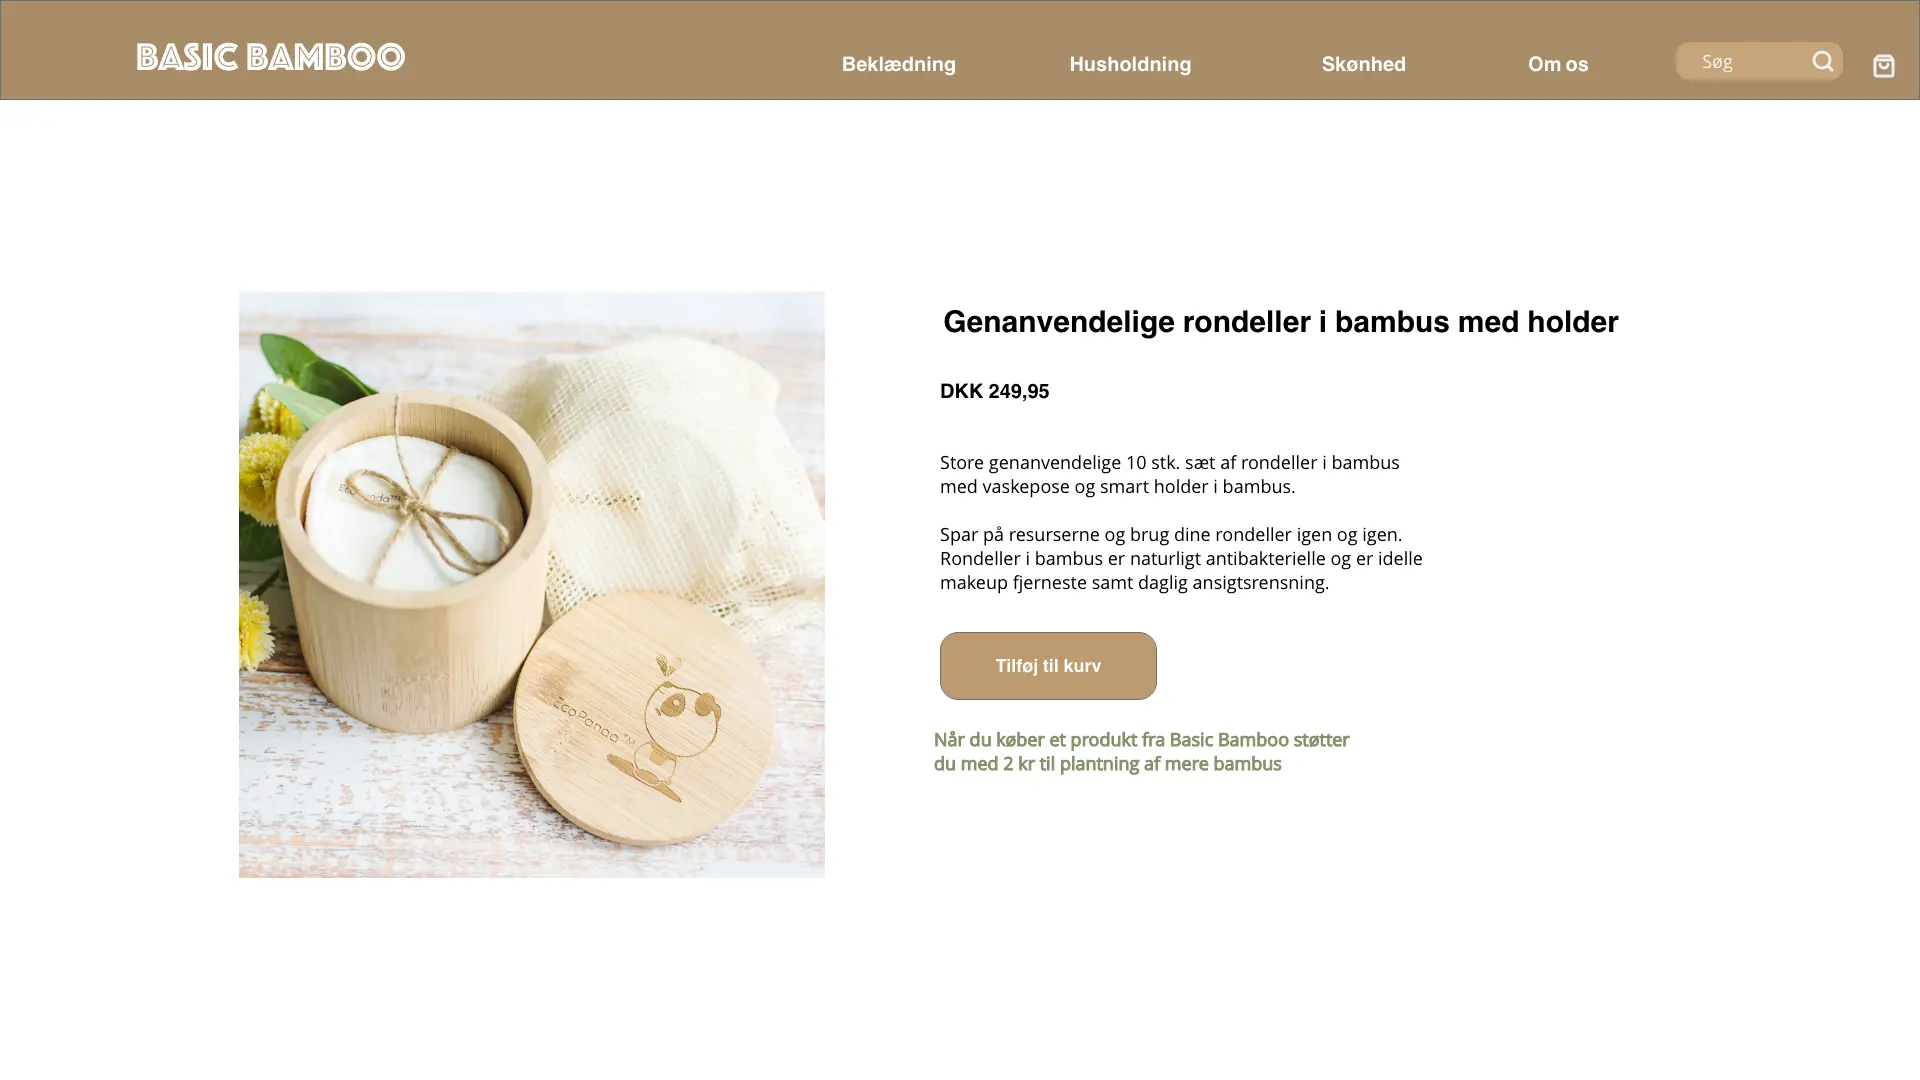 BASIC BAMBOO
Beklædning
Husholdning
Skønhed
Om os
Søg
Genanvendelige rondeller i bambus med holder
DKK 249,95
Store genanvendelige 10 stk. sæt af rondeller i bambus
med vaskepose og smart holder i bambus.
Spar på resurserne og brug dine rondeller igen og igen.
Rondeller i bambus er naturligt antibakterielle og er idelle
makeup fjerneste samt daglig ansigtsrensning.
Tilføj til kurv
Når du køber et produkt fra Basic Bamboo støtter
du med 2 kr til plantning af mere bambus
EcoPanda™